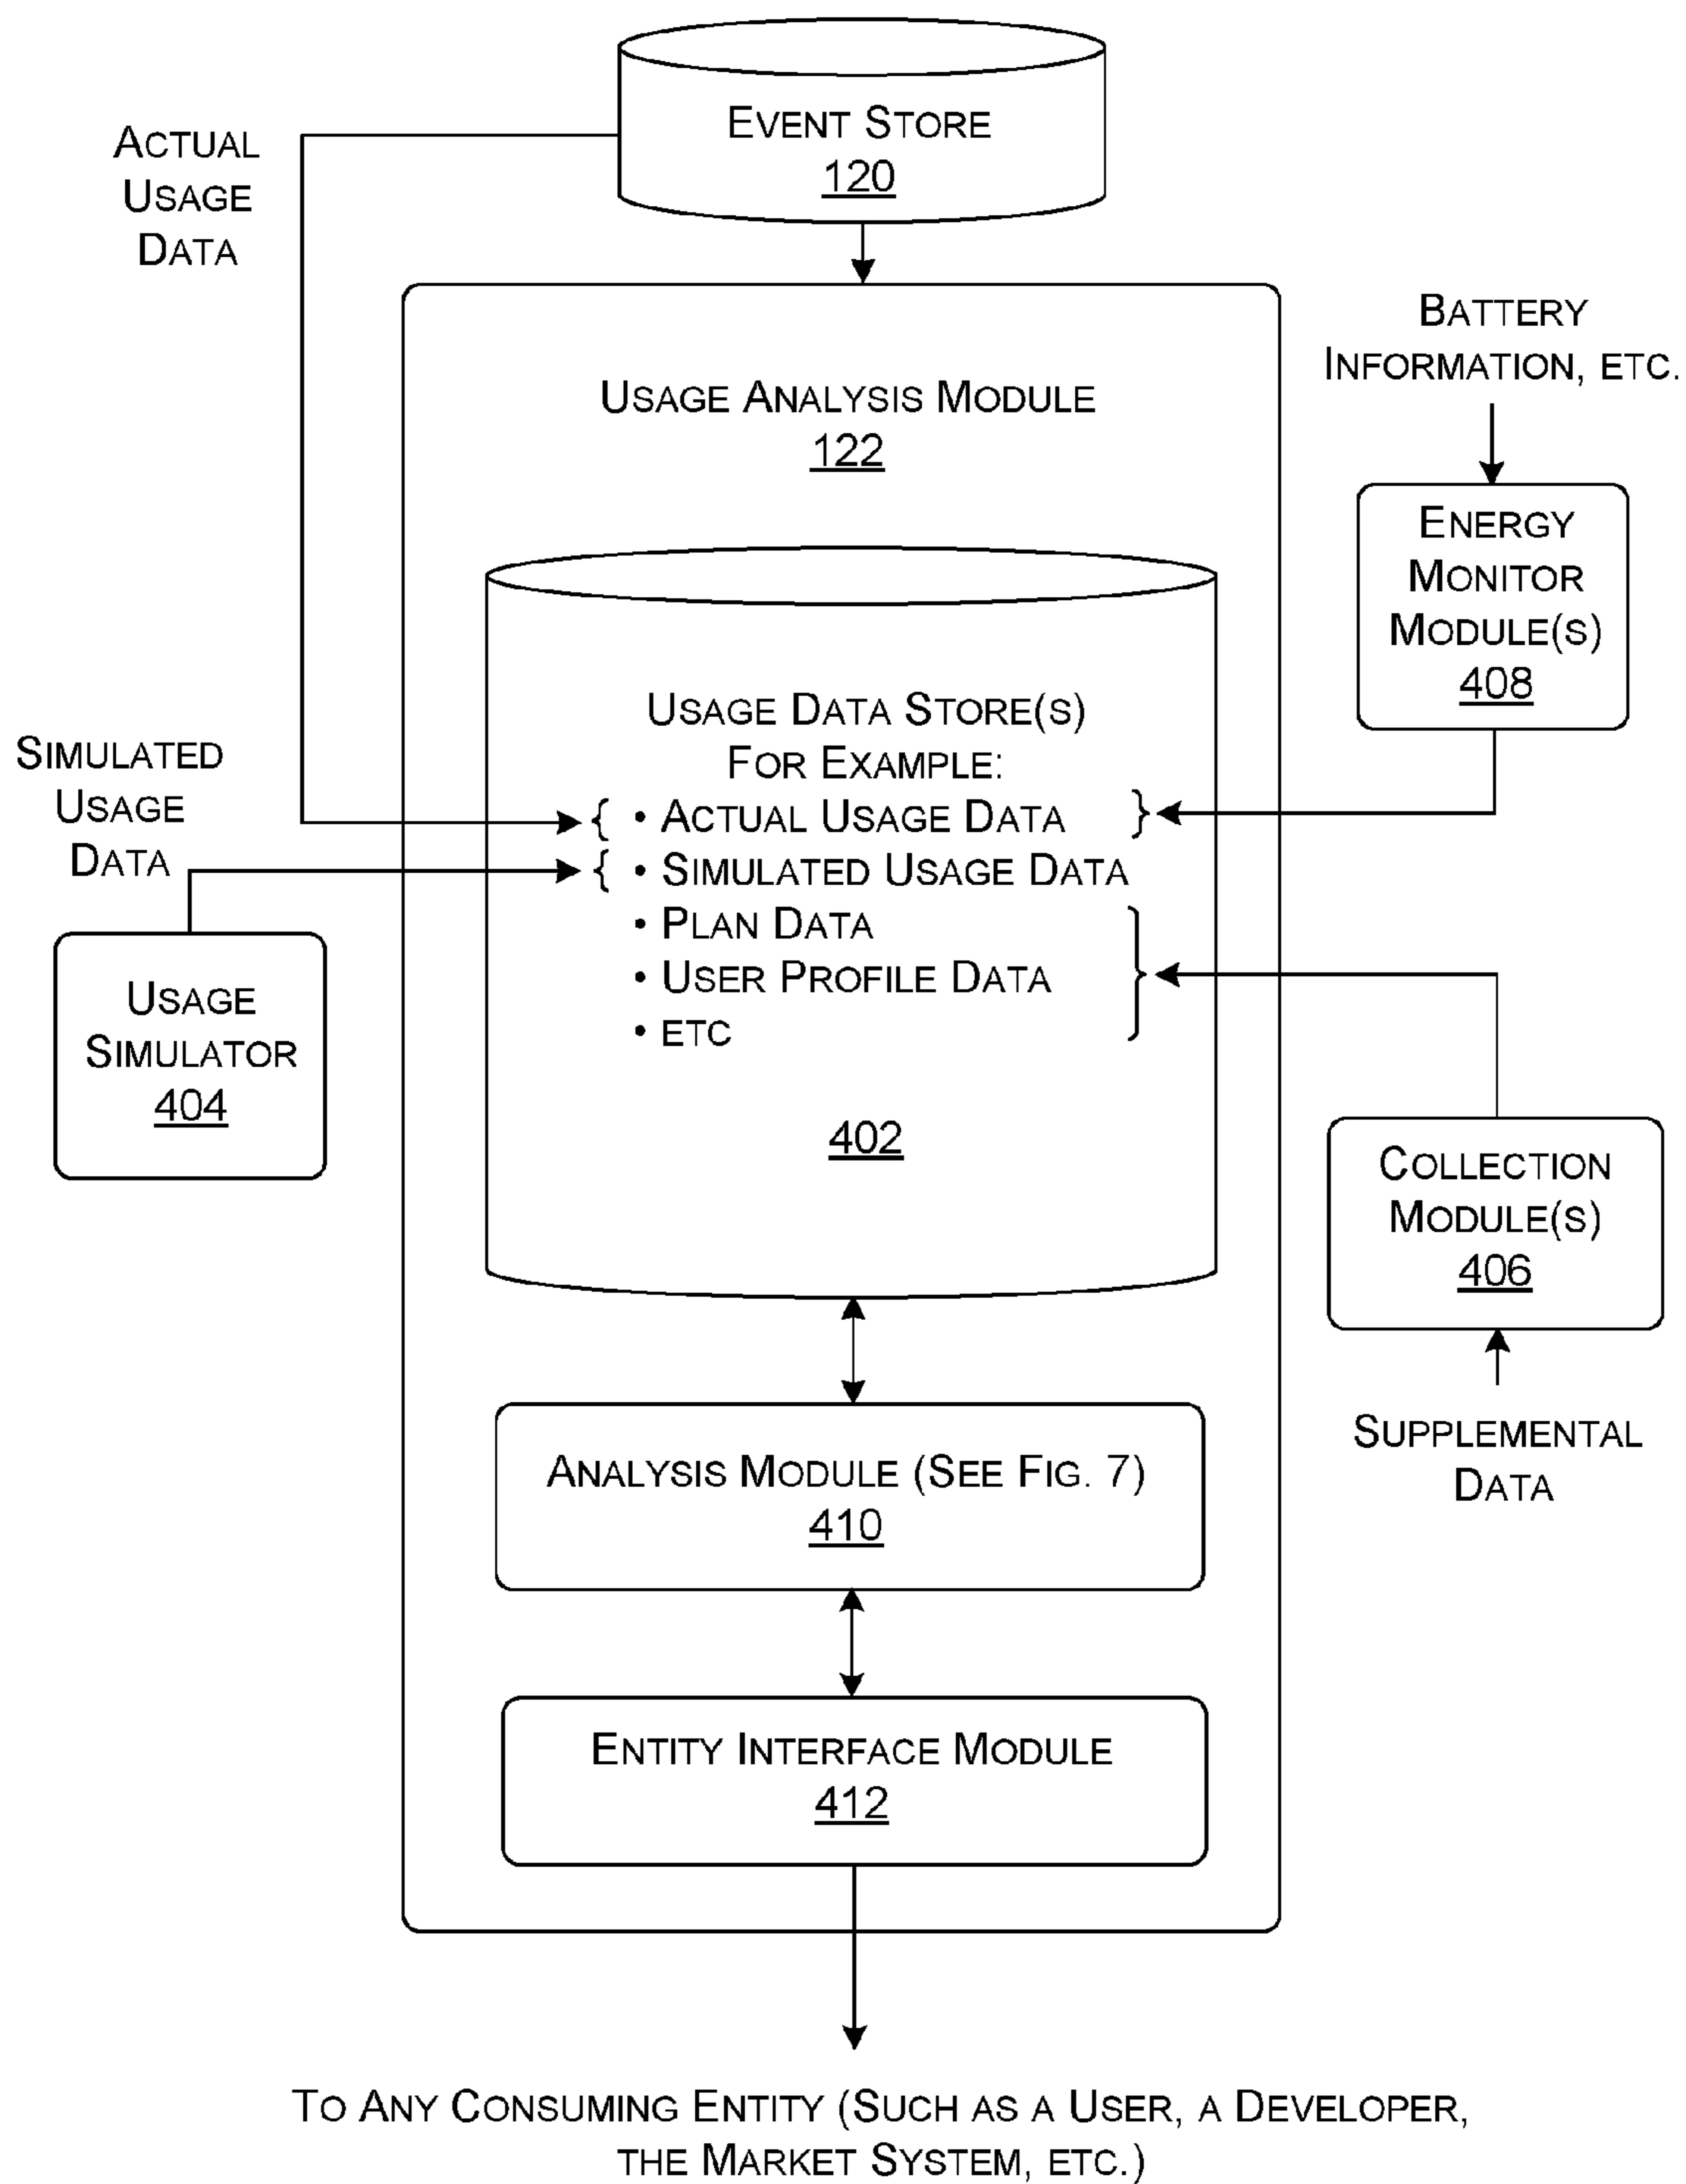 EVENT STORE
120
ACTUAL
USAGE
DATA
BATTERY
INFORMATION, ETC.
USAGE ANALYSIS MODULE
122
ENERGY
MONITOR
MODULE(S)
408
USAGE DATA STORE(S)
FOR EXAMPLE:
{ • ACTUAL USAGE DATA }
{ • SIMULATED USAGE DATA
• PLAN DATA
• USER PROFILE DATA
• ETC
402
SIMULATED
USAGE
DATA
USAGE
SIMULATOR
404
COLLECTION
MODULE(S)
406
SUPPLEMENTAL
DATA
ANALYSIS MODULE (SEE FIG. 7)
410
ENTITY INTERFACE MODULE
412
TO ANY CONSUMING ENTITY (SUCH AS A USER, A DEVELOPER,
THE MARKET SYSTEM, ETC.)